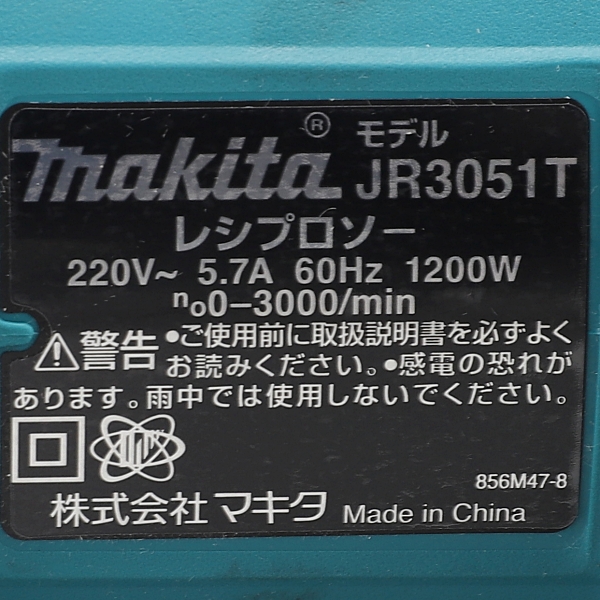 makita® モデル JR3051T
レシプロソー
220V~ 5.7A 60Hz 1200W
no0-3000/min
⚠警告 •ご使用前に取扱説明書を必ずよく
お読みください。•感電の恐れが
あります。雨中では使用しないでください。
856M47-8
株式会社マキタ Made in China